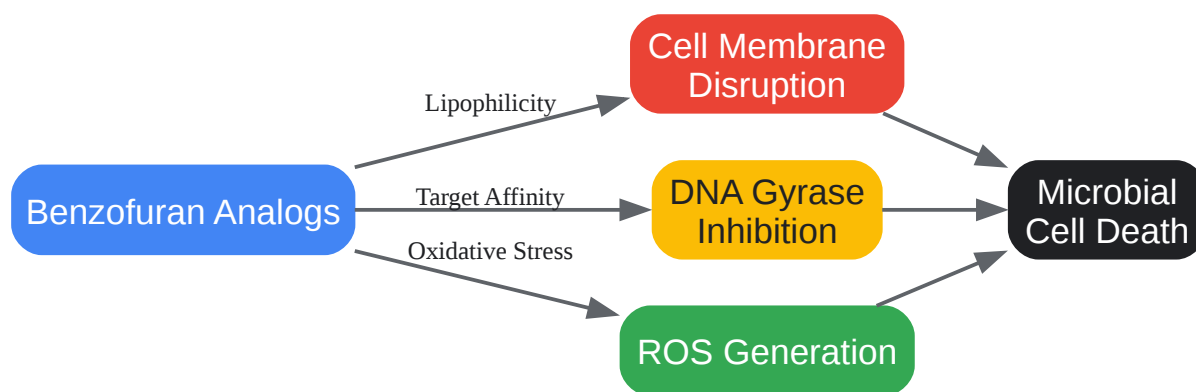 Cell Membrane
Disruption
Lipophilicity
Benzofuran Analogs
Target Affinity
DNA Gyrase
Inhibition
Microbial
Cell Death
Oxidative Stress
ROS Generation